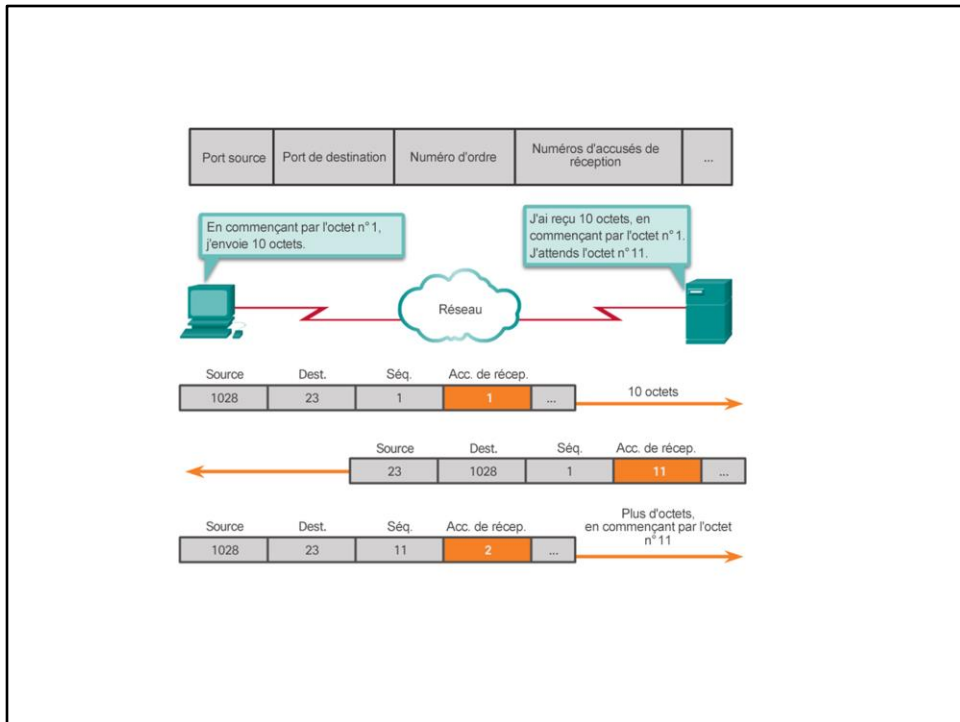 Port source Port de destination Numéro d'ordre Numéros d'accusés de
réception ...
En commençant par l'octet n° 1,
j'envoie 10 octets.
J'ai reçu 10 octets, en
commençant par l'octet n° 1.
J'attends l'octet n° 11.
Réseau
Source Dest. Séq. Acc. de récep.
1028 23 1 1 ... 10 octets
Source Dest. Séq. Acc. de récep.
23 1028 1 11 ...
Source Dest. Séq. Acc. de récep.
1028 23 11 2 ...
Plus d'octets,
en commençant par l'octet
n° 11